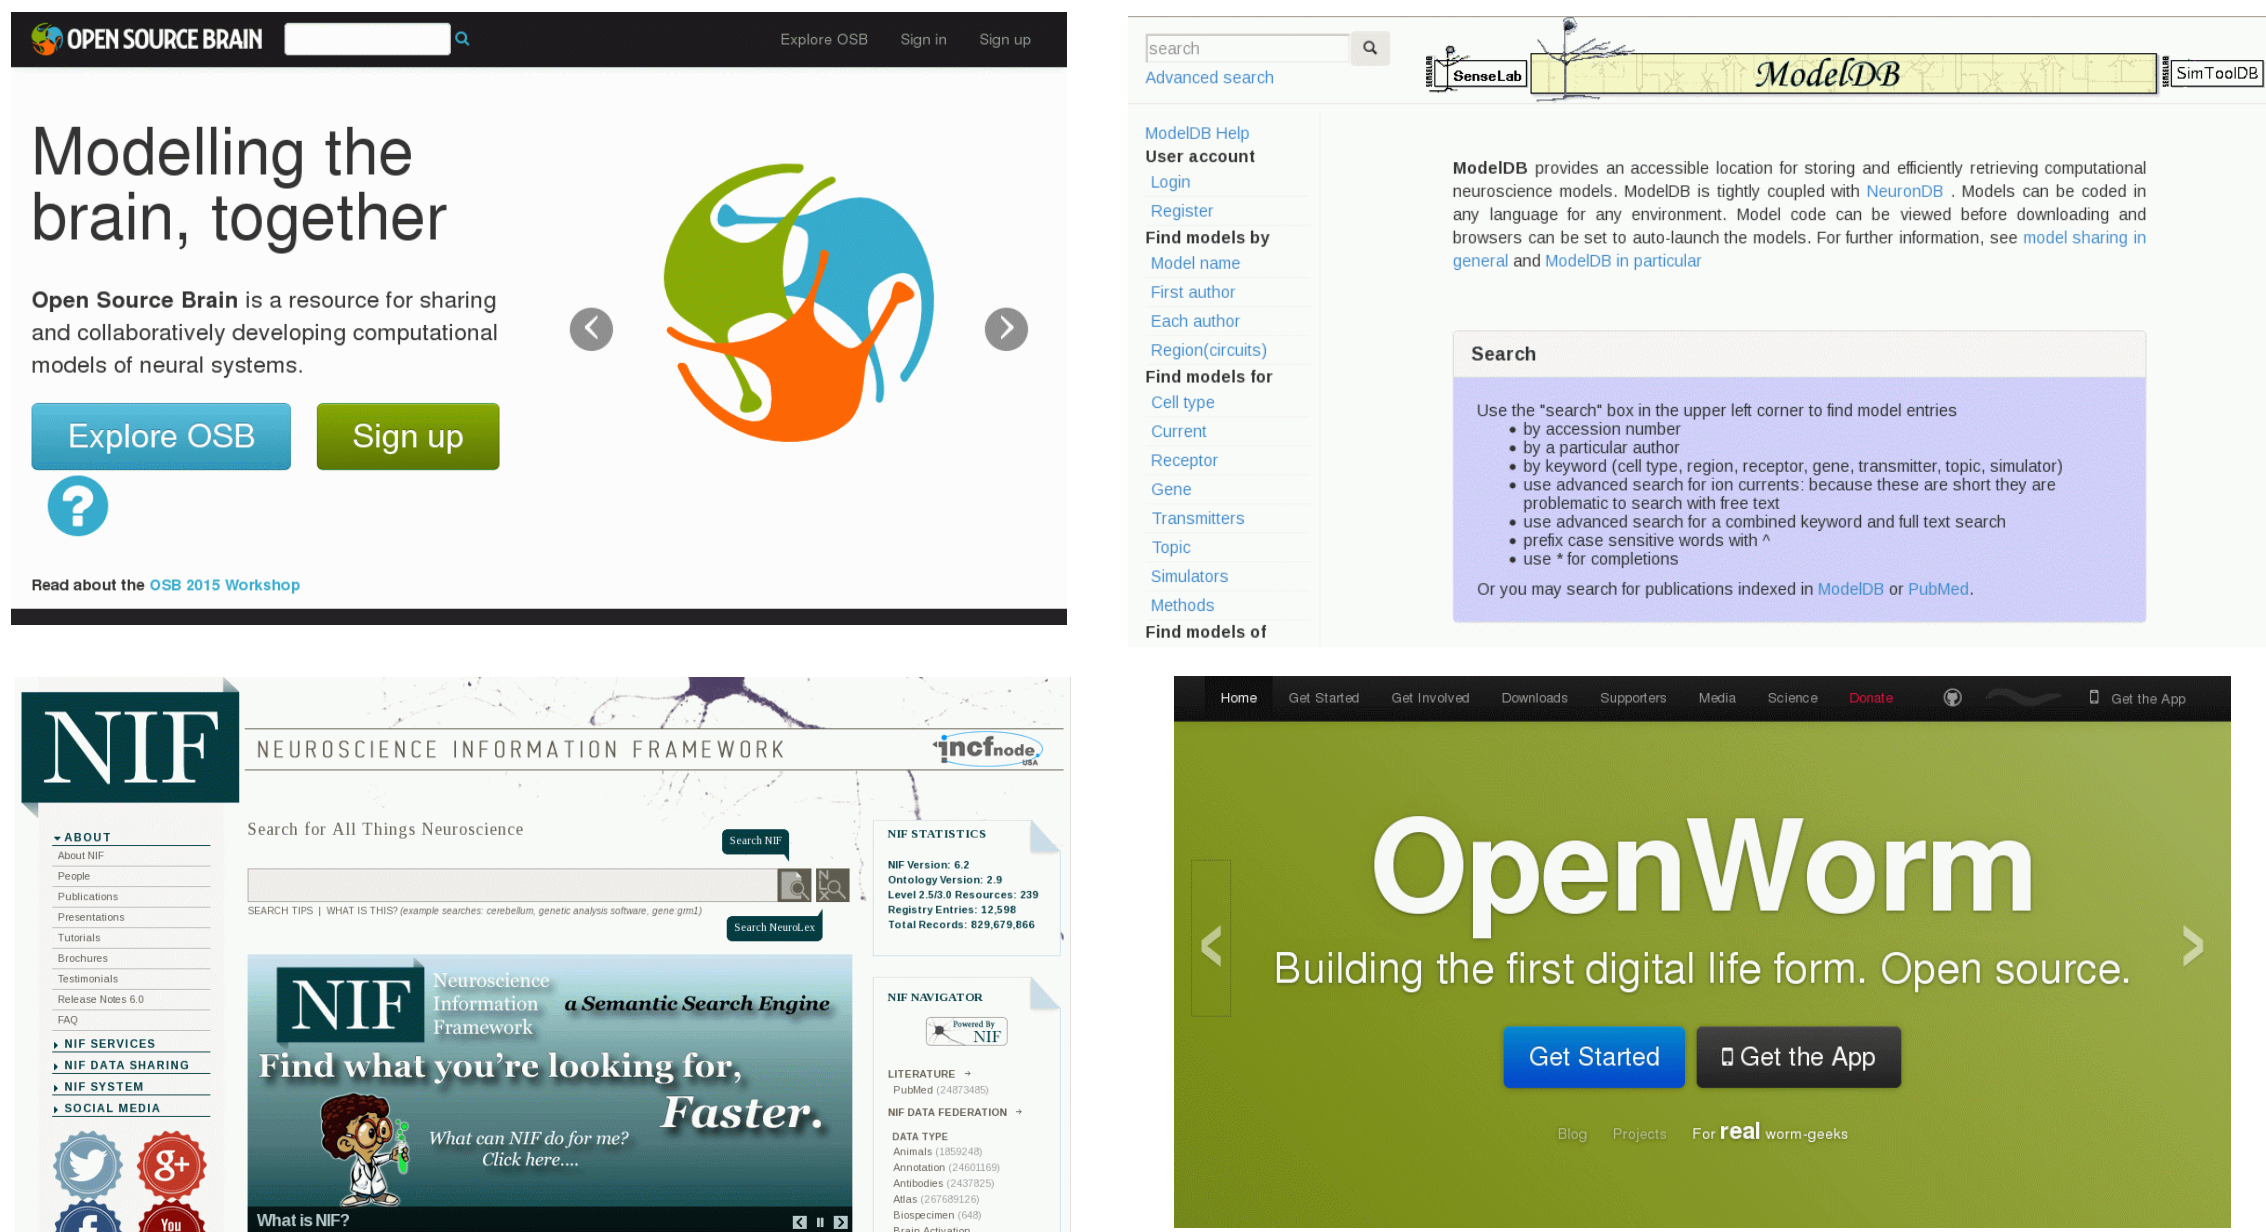 OPEN SOURCE BRAIN
Explore OSB Sign in Sign up
Modelling the
brain, together
Open Source Brain is a resource for sharing
and collaboratively developing computational
models of neural systems.
Explore OSB Sign up
?
Read about the OSB 2015 Workshop
search
Advanced search
SENSELAB SenseLab ModelDB SENSELAB SimToolDB
ModelDB Help
User account
Login
Register
Find models by
Model name
First author
Each author
Region(circuits)
Find models for
Cell type
Current
Receptor
Gene
Transmitters
Topic
Simulators
Methods
Find models of
ModelDB provides an accessible location for storing and efficiently retrieving computational
neuroscience models. ModelDB is tightly coupled with NeuronDB . Models can be coded in
any language for any environment. Model code can be viewed before downloading and
browsers can be set to auto-launch the models. For further information, see model sharing in
general and ModelDB in particular
Search
Use the "search" box in the upper left corner to find model entries
• by accession number
• by a particular author
• by keyword (cell type, region, receptor, gene, transmitter, topic, simulator)
• use advanced search for ion currents: because these are short they are
problematic to search with free text
• use advanced search for a combined keyword and full text search
• prefix case sensitive words with ^
• use * for completions
Or you may search for publications indexed in ModelDB or PubMed.
NIF
NEUROSCIENCE INFORMATION FRAMEWORK
incf node USA
ABOUT
About NIF
People
Publications
Presentations
Tutorials
Brochures
Testimonials
Release Notes 6.0
FAQ
NIF SERVICES
NIF DATA SHARING
NIF SYSTEM
SOCIAL MEDIA
g+
f
You
Search for All Things Neuroscience
Search NIF
NLX
SEARCH TIPS | WHAT IS THIS? (example searches: cerebellum, genetic analysis software, gene:grm1)
Search NeuroLex
NIF
Neuroscience
Information
Framework
a Semantic Search Engine
Find what you're looking for,
Faster.
What can NIF do for me?
Click here....
What is NIF?
NIF STATISTICS
NIF Version: 6.2
Ontology Version: 2.9
Level 2.5/3.0 Resources: 239
Registry Entries: 12,598
Total Records: 829,679,866
NIF NAVIGATOR
Powered By
NIF
LITERATURE →
PubMed (24873485)
NIF DATA FEDERATION →
DATA TYPE
Animals (1859248)
Annotation (24601169)
Antibodies (2437825)
Atlas (267689126)
Biospecimen (648)
Brain Activation
Home Get Started Get Involved Downloads Supporters Media Science Donate Get the App
OpenWorm
Building the first digital life form. Open source.
Get Started Get the App
Blog Projects For real worm-geeks